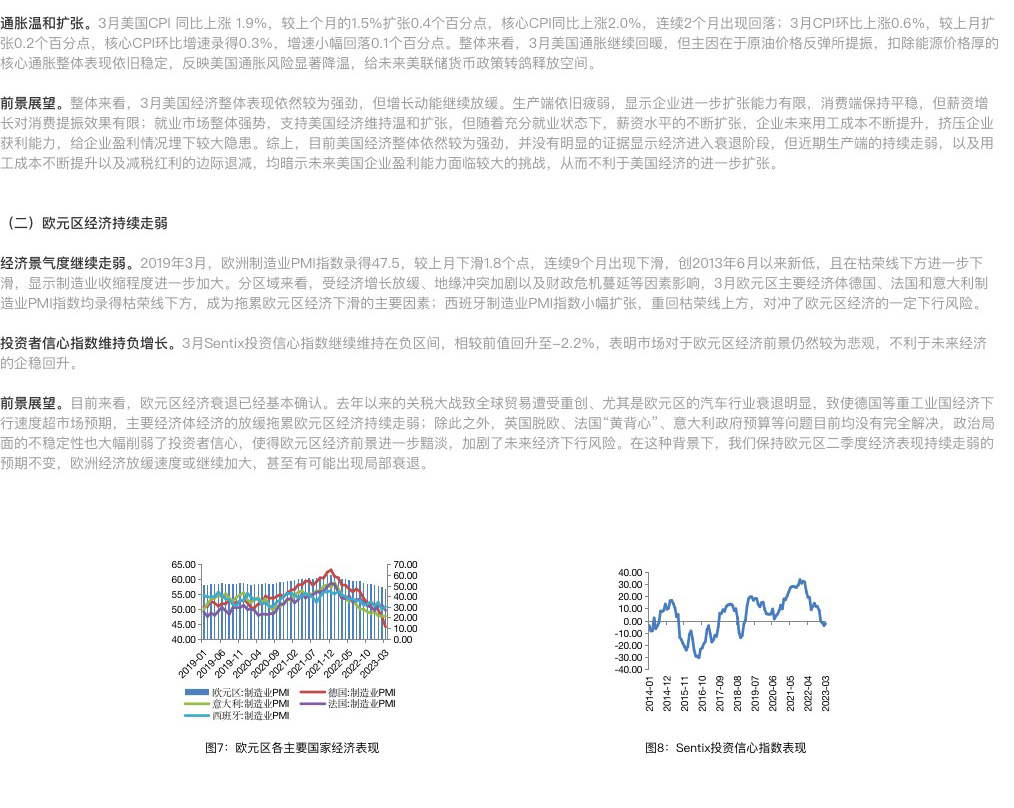 通胀温和扩张。3月美国CPI 同比上涨 1.9%，较上个月的1.5%扩张0.4个百分点，核心CPI同比上涨2.0%，连续2个月出现回落；3月CPI环比上涨0.6%，较上月扩
张0.2个百分点，核心CPI环比增速录得0.3%，增速小幅回落0.1个百分点。整体来看，3月美国通胀继续回暖，但主因在于原油价格反弹所提振，扣除能源价格厚的
核心通胀整体表现依旧稳定，反映美国通胀风险显著降温，给未来美联储货币政策转鸽释放空间。
前景展望。整体来看，3月美国经济整体表现依然较为强劲，但增长动能继续放缓。生产端依旧疲弱，显示企业进一步扩张能力有限，消费端保持平稳，但薪资增
长对消费提振效果有限；就业市场整体强势，支持美国经济维持温和扩张，但随着充分就业状态下，薪资水平的不断扩张，企业未来用工成本不断提升，挤压企业
获利能力，给企业盈利情况埋下较大隐患。综上，目前美国经济整体依然较为强劲，并没有明显的证据显示经济进入衰退阶段，但近期生产端的持续走弱，以及用
工成本不断提升以及减税红利的边际退减，均暗示未来美国企业盈利能力面临较大的挑战，从而不利于美国经济的进一步扩张。
（二）欧元区经济持续走弱
经济景气度继续走弱。2019年3月，欧洲制造业PMI指数录得47.5，较上月下滑1.8个点，连续9个月出现下滑，创2013年6月以来新低，且在枯荣线下方进一步下
滑，显示制造业收缩程度进一步加大。分区域来看，受经济增长放缓、地缘冲突加剧以及财政危机蔓延等因素影响，3月欧元区主要经济体德国、法国和意大利制
造业PMI指数均录得枯荣线下方，成为拖累欧元区经济下滑的主要因素；西班牙制造业PMI指数小幅扩张，重回枯荣线上方，对冲了欧元区经济的一定下行风险。
投资者信心指数维持负增长。3月Sentix投资信心指数继续维持在负区间，相较前值回升至-2.2%，表明市场对于欧元区经济前景仍然较为悲观，不利于未来经济
的企稳回升。
前景展望。目前来看，欧元区经济衰退已经基本确认。去年以来的关税大战致全球贸易遭受重创、尤其是欧元区的汽车行业衰退明显，致使德国等重工业国经济下
行速度超市场预期，主要经济体经济的放缓拖累欧元区经济持续走弱；除此之外，英国脱欧、法国“黄背心”、意大利政府预算等问题目前均没有完全解决，政治局
面的不稳定性也大幅削弱了投资者信心，使得欧元区经济前景进一步黯淡，加剧了未来经济下行风险。在这种背景下，我们保持欧元区二季度经济表现持续走弱的
预期不变，欧洲经济放缓速度或继续加大，甚至有可能出现局部衰退。
65.00
60.00
55.00
50.00
45.00
40.00
70.00
60.00
50.00
40.00
30.00
20.00
10.00
0.00
2019-01
2019-06
2019-11
2020-04
2020-09
2021-02
2021-07
2021-12
2022-05
2022-10
2023-03
欧元区:制造业PMI
德国:制造业PMI
意大利:制造业PMI
法国:制造业PMI
西班牙:制造业PMI
图7：欧元区各主要国家经济表现
40.00
30.00
20.00
10.00
0.00
-10.00
-20.00
-30.00
-40.00
2014-01
2014-12
2015-11
2016-10
2017-09
2018-08
2019-07
2020-06
2021-05
2022-04
2023-03
图8：Sentix投资信心指数表现